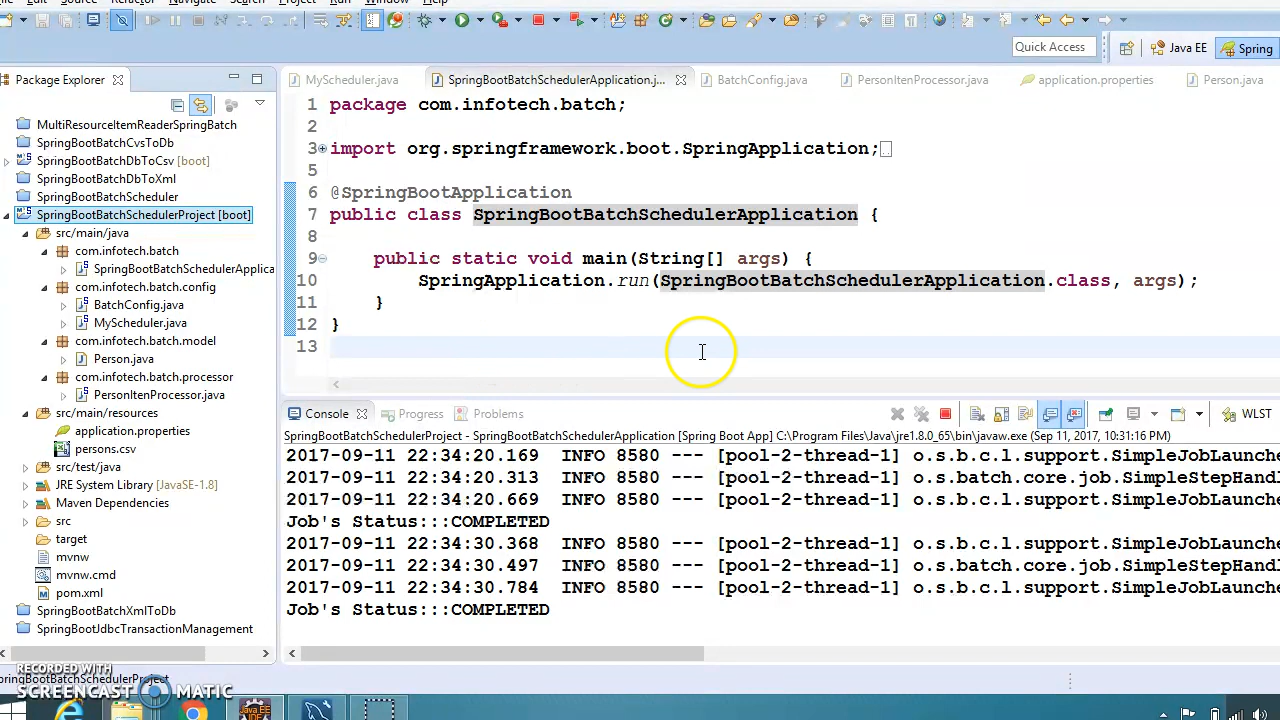 Refactor Navigate Search Project Run Window Help
Quick Access
Java EE
Spring
Package Explorer
MultiResourceItemReaderSpringBatch
SpringBootBatchCvsToDb
SpringBootBatchDbToCsv [boot]
SpringBootBatchDbToXml
SpringBootBatchScheduler
SpringBootBatchSchedulerProject [boot]
src/main/java
com.infotech.batch
SpringBootBatchSchedulerApplica
com.infotech.batch.config
BatchConfig.java
MyScheduler.java
com.infotech.batch.model
Person.java
com.infotech.batch.processor
PersonItenProcessor.java
src/main/resources
application.properties
persons.csv
src/test/java
JRE System Library [JavaSE-1.8]
Maven Dependencies
src
target
mvnw
mvnw.cmd
pom.xml
SpringBootBatchXmlToDb
SpringBootJdbcTransactionManagement
MyScheduler.java
SpringBootBatchSchedulerApplication.j...
BatchConfig.java
PersonItenProcessor.java
application.properties
Person.java
1 package com.infotech.batch;
2
3 import org.springframework.boot.SpringApplication;
5
6 @SpringBootApplication
7 public class SpringBootBatchSchedulerApplication {
8
9 public static void main(String[] args) {
10 SpringApplication.run(SpringBootBatchSchedulerApplication.class, args);
11 }
12 }
13
Console
Progress
Problems
WLST
SpringBootBatchSchedulerProject - SpringBootBatchSchedulerApplication [Spring Boot App] C:\Program Files\Java\jre1.8.0_65\bin\javaw.exe (Sep 11, 2017, 10:31:16 PM)
2017-09-11 22:34:20.169 INFO 8580 --- [pool-2-thread-1] o.s.b.c.l.support.SimpleJobLaunche
2017-09-11 22:34:20.313 INFO 8580 --- [pool-2-thread-1] o.s.batch.core.job.SimpleStepHandl
2017-09-11 22:34:20.669 INFO 8580 --- [pool-2-thread-1] o.s.b.c.l.support.SimpleJobLaunche
Job's Status:::COMPLETED
2017-09-11 22:34:30.368 INFO 8580 --- [pool-2-thread-1] o.s.b.c.l.support.SimpleJobLaunche
2017-09-11 22:34:30.497 INFO 8580 --- [pool-2-thread-1] o.s.batch.core.job.SimpleStepHandl
2017-09-11 22:34:30.784 INFO 8580 --- [pool-2-thread-1] o.s.b.c.l.support.SimpleJobLaunche
Job's Status:::COMPLETED
RECORDED WITH
SCREENCAST MATIC